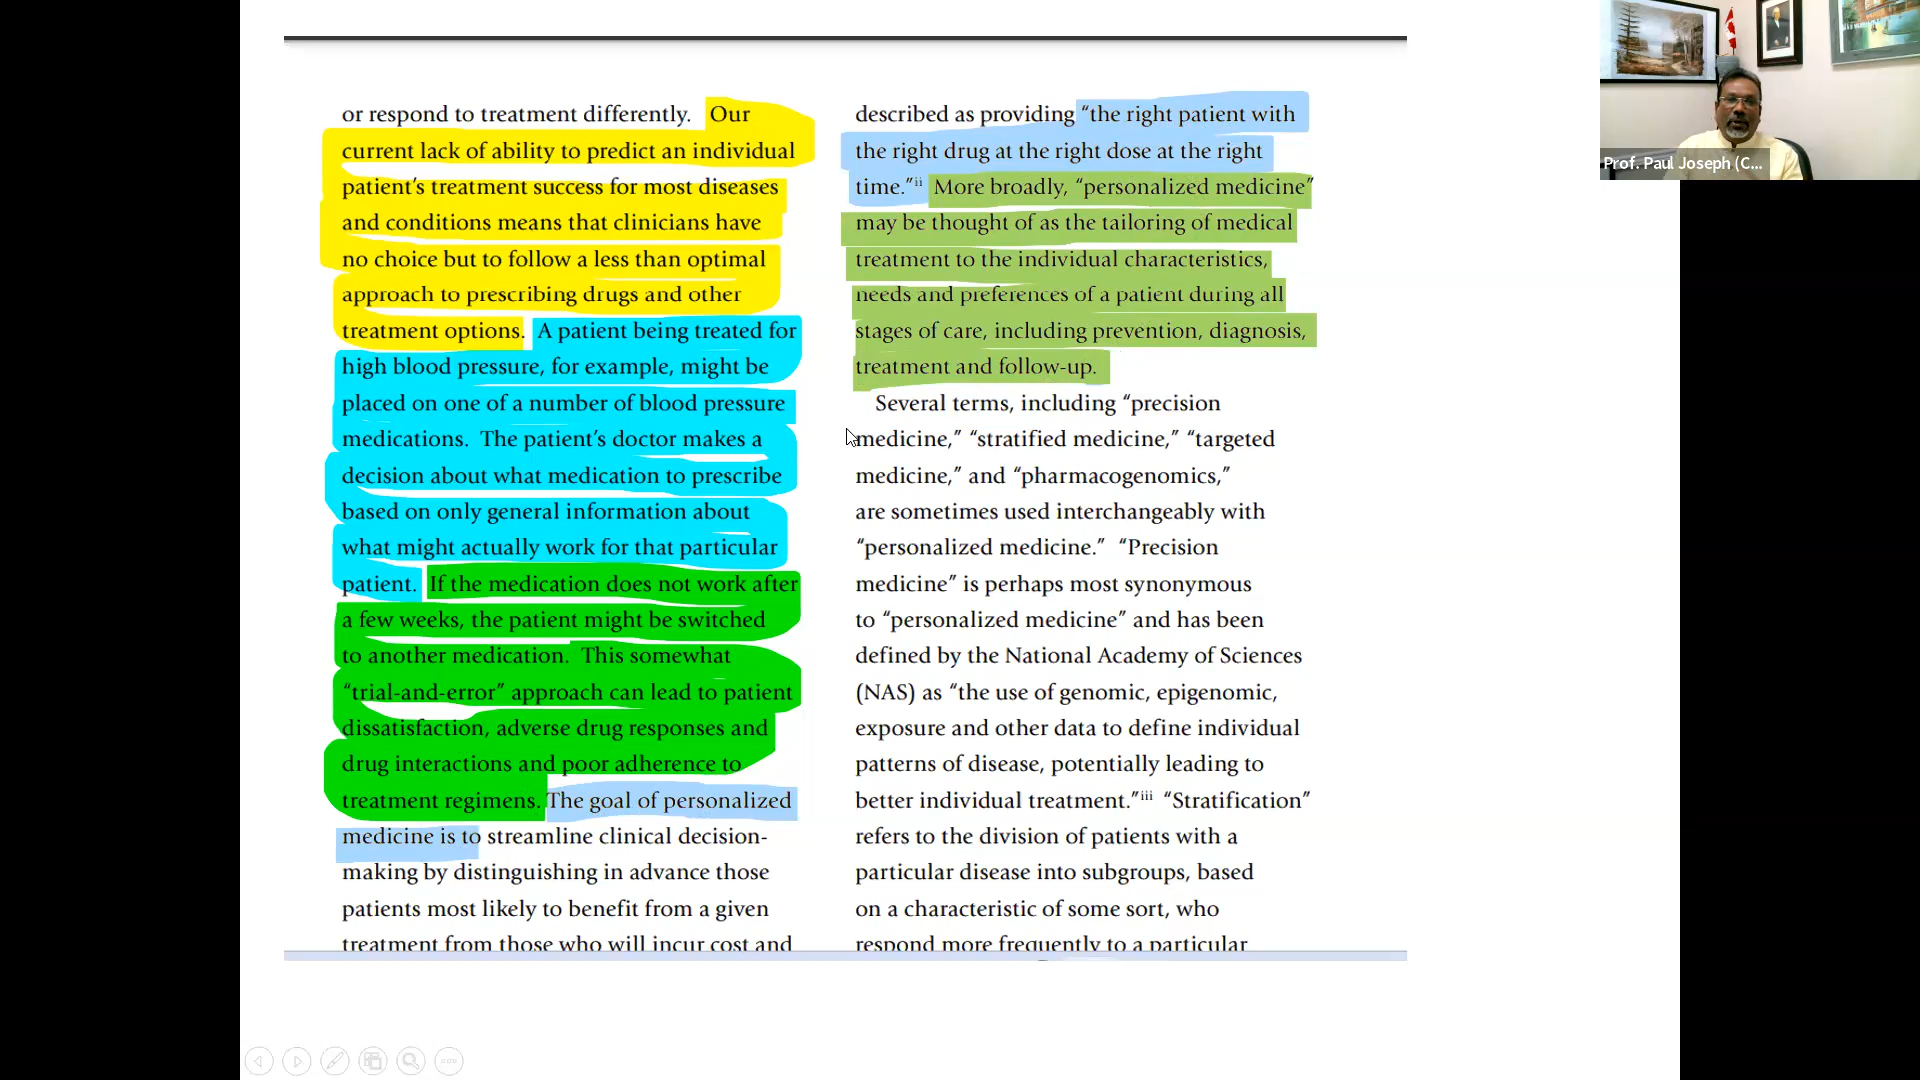 or respond to treatment differently. Our
current lack of ability to predict an individual
patient’s treatment success for most diseases
and conditions means that clinicians have
no choice but to follow a less than optimal
approach to prescribing drugs and other
treatment options. A patient being treated for
high blood pressure, for example, might be
placed on one of a number of blood pressure
medications. The patient’s doctor makes a
decision about what medication to prescribe
based on only general information about
what might actually work for that particular
patient. If the medication does not work after
a few weeks, the patient might be switched
to another medication. This somewhat
“trial-and-error” approach can lead to patient
dissatisfaction, adverse drug responses and
drug interactions and poor adherence to
treatment regimens. The goal of personalized
medicine is to streamline clinical decision-
making by distinguishing in advance those
patients most likely to benefit from a given
treatment from those who will incur cost and
described as providing “the right patient with
the right drug at the right dose at the right
time.”ii More broadly, “personalized medicine”
may be thought of as the tailoring of medical
treatment to the individual characteristics,
needs and preferences of a patient during all
stages of care, including prevention, diagnosis,
treatment and follow-up.
Several terms, including “precision
medicine,” “stratified medicine,” “targeted
medicine,” and “pharmacogenomics,”
are sometimes used interchangeably with
“personalized medicine.” “Precision
medicine” is perhaps most synonymous
to “personalized medicine” and has been
defined by the National Academy of Sciences
(NAS) as “the use of genomic, epigenomic,
exposure and other data to define individual
patterns of disease, potentially leading to
better individual treatment.”iii “Stratification”
refers to the division of patients with a
particular disease into subgroups, based
on a characteristic of some sort, who
respond more frequently to a particular
Prof. Paul Joseph (C...